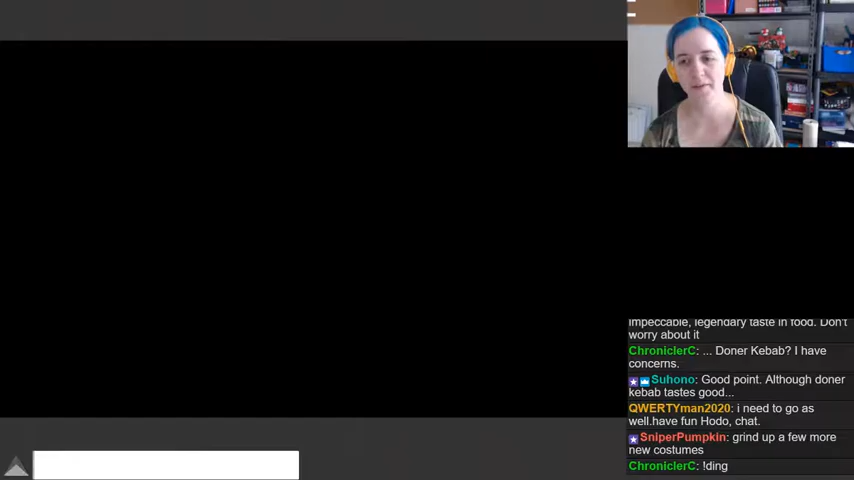 impeccable, legendary taste in food. Don't
worry about it
ChroniclerC: ... Doner Kebab? I have
concerns.
Suhono: Good point. Although doner
kebab tastes good...
QWERTYman2020: i need to go as
well.have fun Hodo, chat.
SniperPumpkin: grind up a few more
new costumes
ChroniclerC: !ding